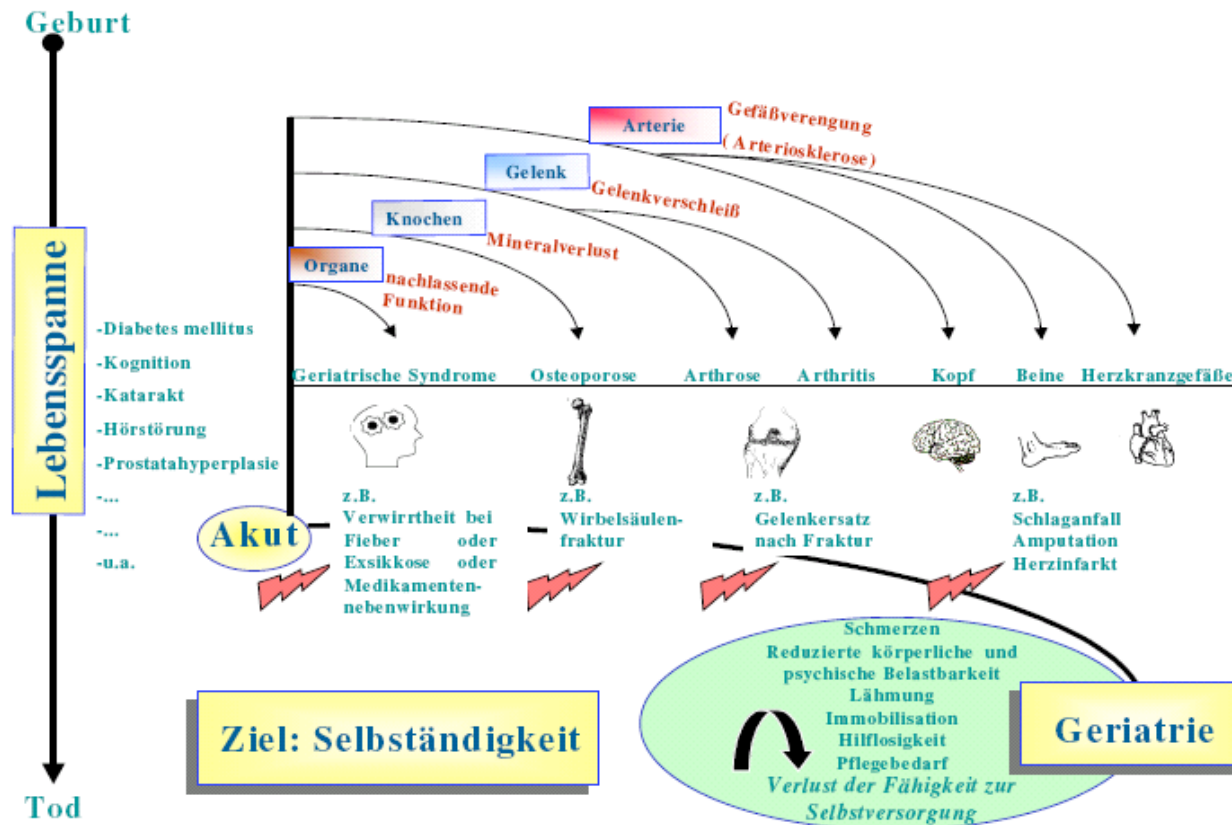 Geburt
Lebensspanne
Tod
-Diabetes mellitus
-Kognition
-Katarakt
-Hörstörung
-Prostatahyperplasie
-...
-...
-u.a.
Arterie
Gefäßverengung
(Arteriosklerose)
Gelenk
Gelenkverschleiß
Knochen
Mineralverlust
Organe
nachlassende
Funktion
Geriatrische Syndrome
Osteoporose
Arthrose
Arthritis
Kopf
Beine
Herzkranzgefäße
Akut
z.B.
Verwirrtheit bei
Fieber oder
Exsikkose oder
Medikamenten-
nebenwirkung
z.B.
Wirbelsäulen-
fraktur
z.B.
Gelenkersatz
nach Fraktur
z.B.
Schlaganfall
Amputation
Herzinfarkt
Ziel: Selbständigkeit
Schmerzen
Reduzierte körperliche und
psychische Belastbarkeit
Lähmung
Immobilisation
Hilflosigkeit
Pflegebedarf
Verlust der Fähigkeit zur
Selbstversorgung
Geriatrie